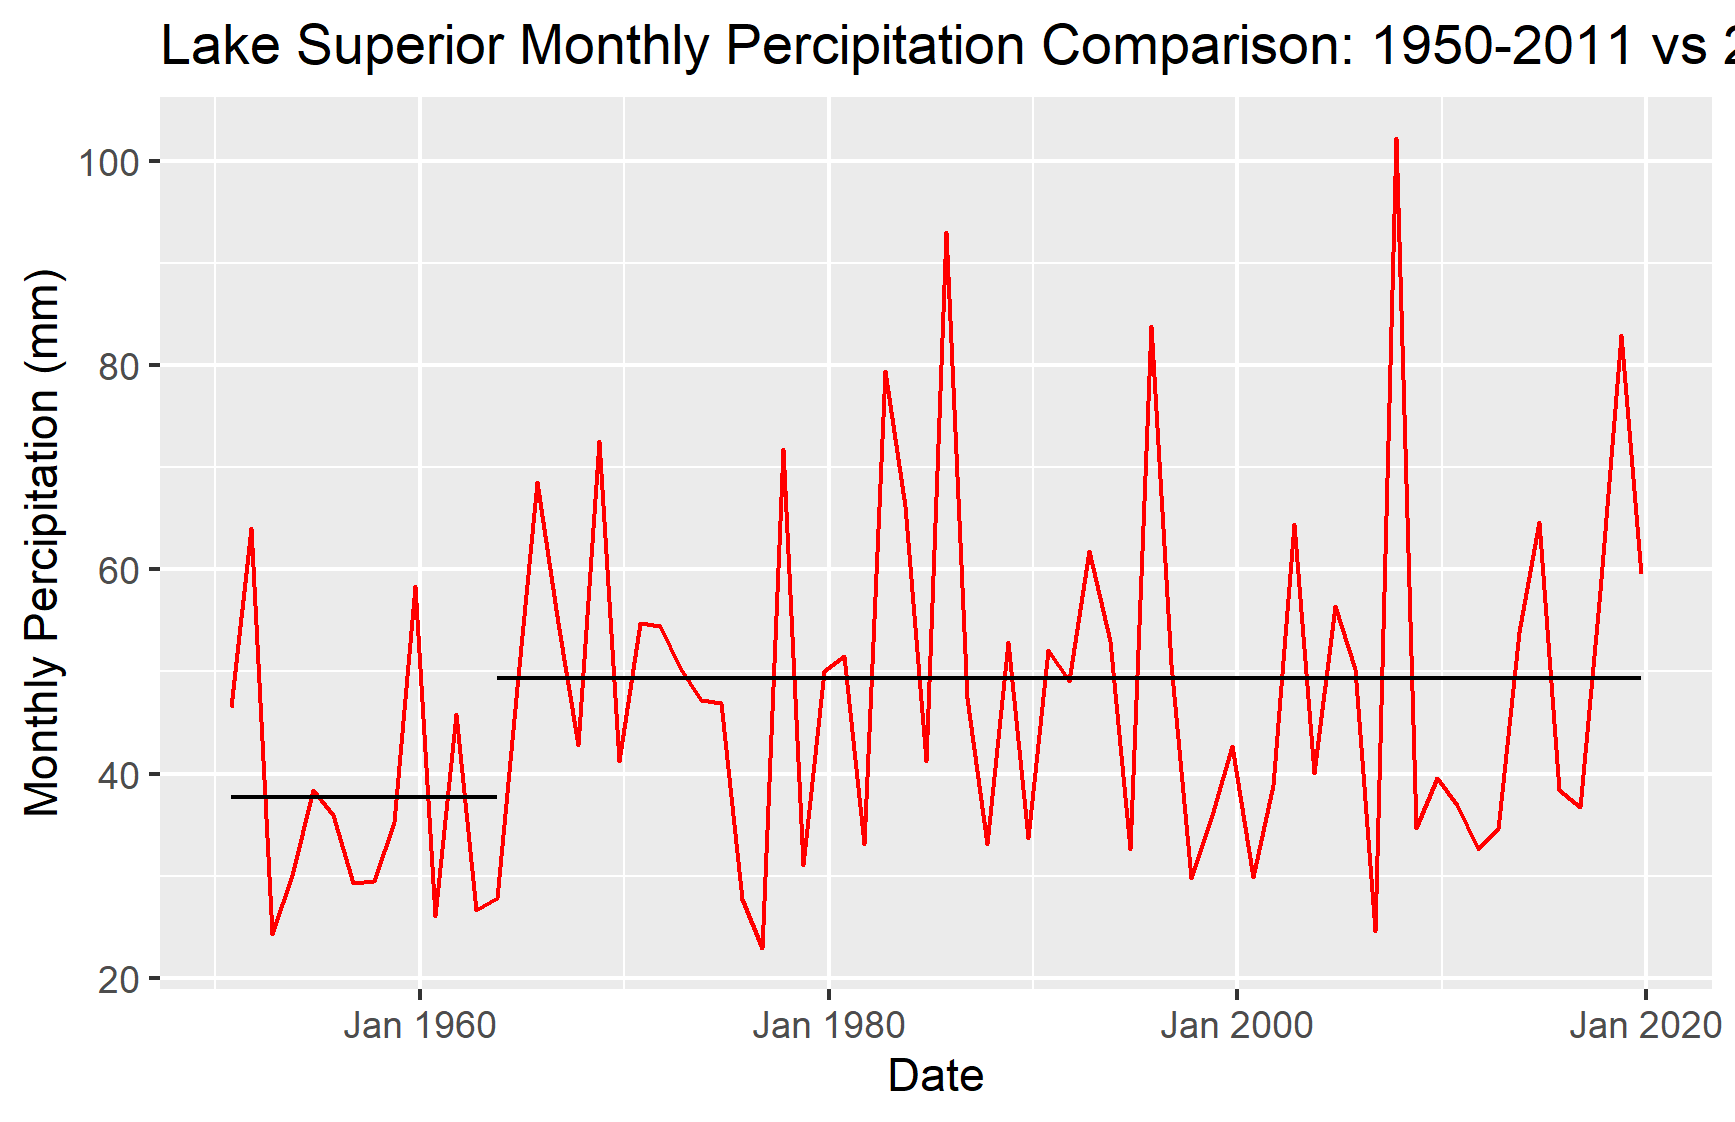 Lake Superior Monthly Percipitation Comparison: 1950-2011 vs 2
100
80
60
40
20
Monthly Percipitation (mm)
Jan 1960
Jan 1980
Jan 2000
Jan 2020
Date